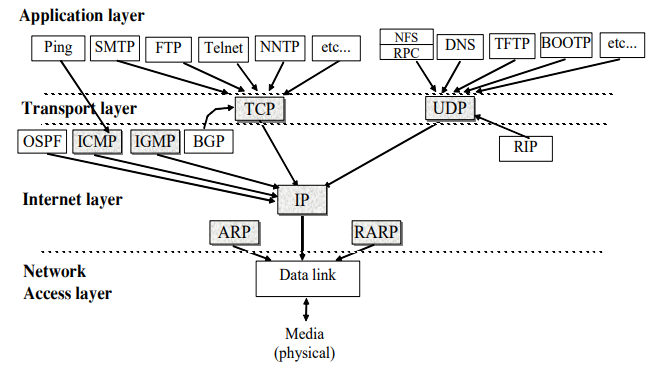 Application layer
Ping
SMTP
FTP
Telnet
NNTP
etc...
NFS
RPC
DNS
TFTP
BOOTP
etc...
Transport layer
TCP
UDP
OSPF
ICMP
IGMP
BGP
RIP
Internet layer
IP
ARP
RARP
Network
Access layer
Data link
Media
(physical)